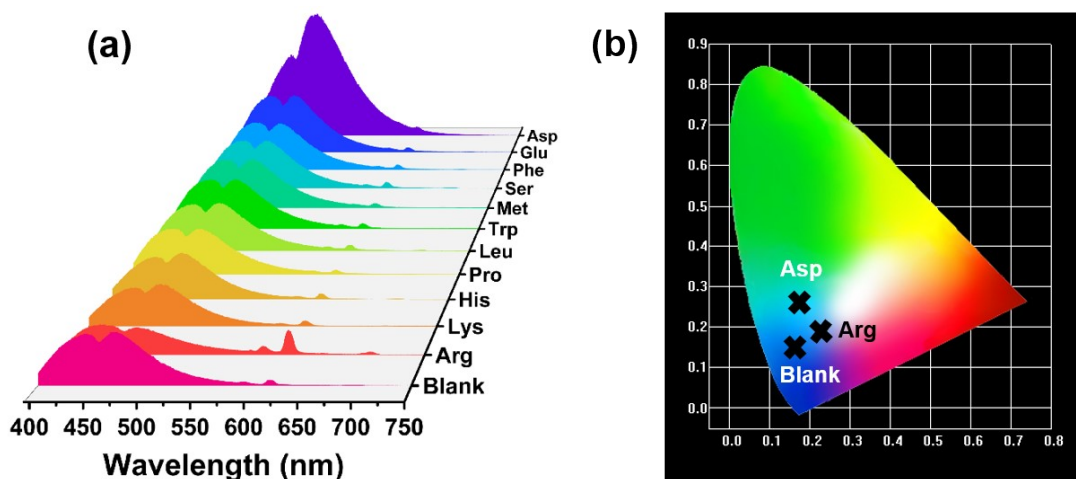 (a)
Asp
Glu
Phe
Ser
Met
Trp
Leu
Pro
His
Lys
Arg
Blank
400 450 500 550 600 650 700 750
Wavelength (nm)
(b)
0.9
0.8
0.7
0.6
0.5
0.4
0.3
0.2
0.1
0.0
Asp
Arg
Blank
0.0 0.1 0.2 0.3 0.4 0.5 0.6 0.7 0.8